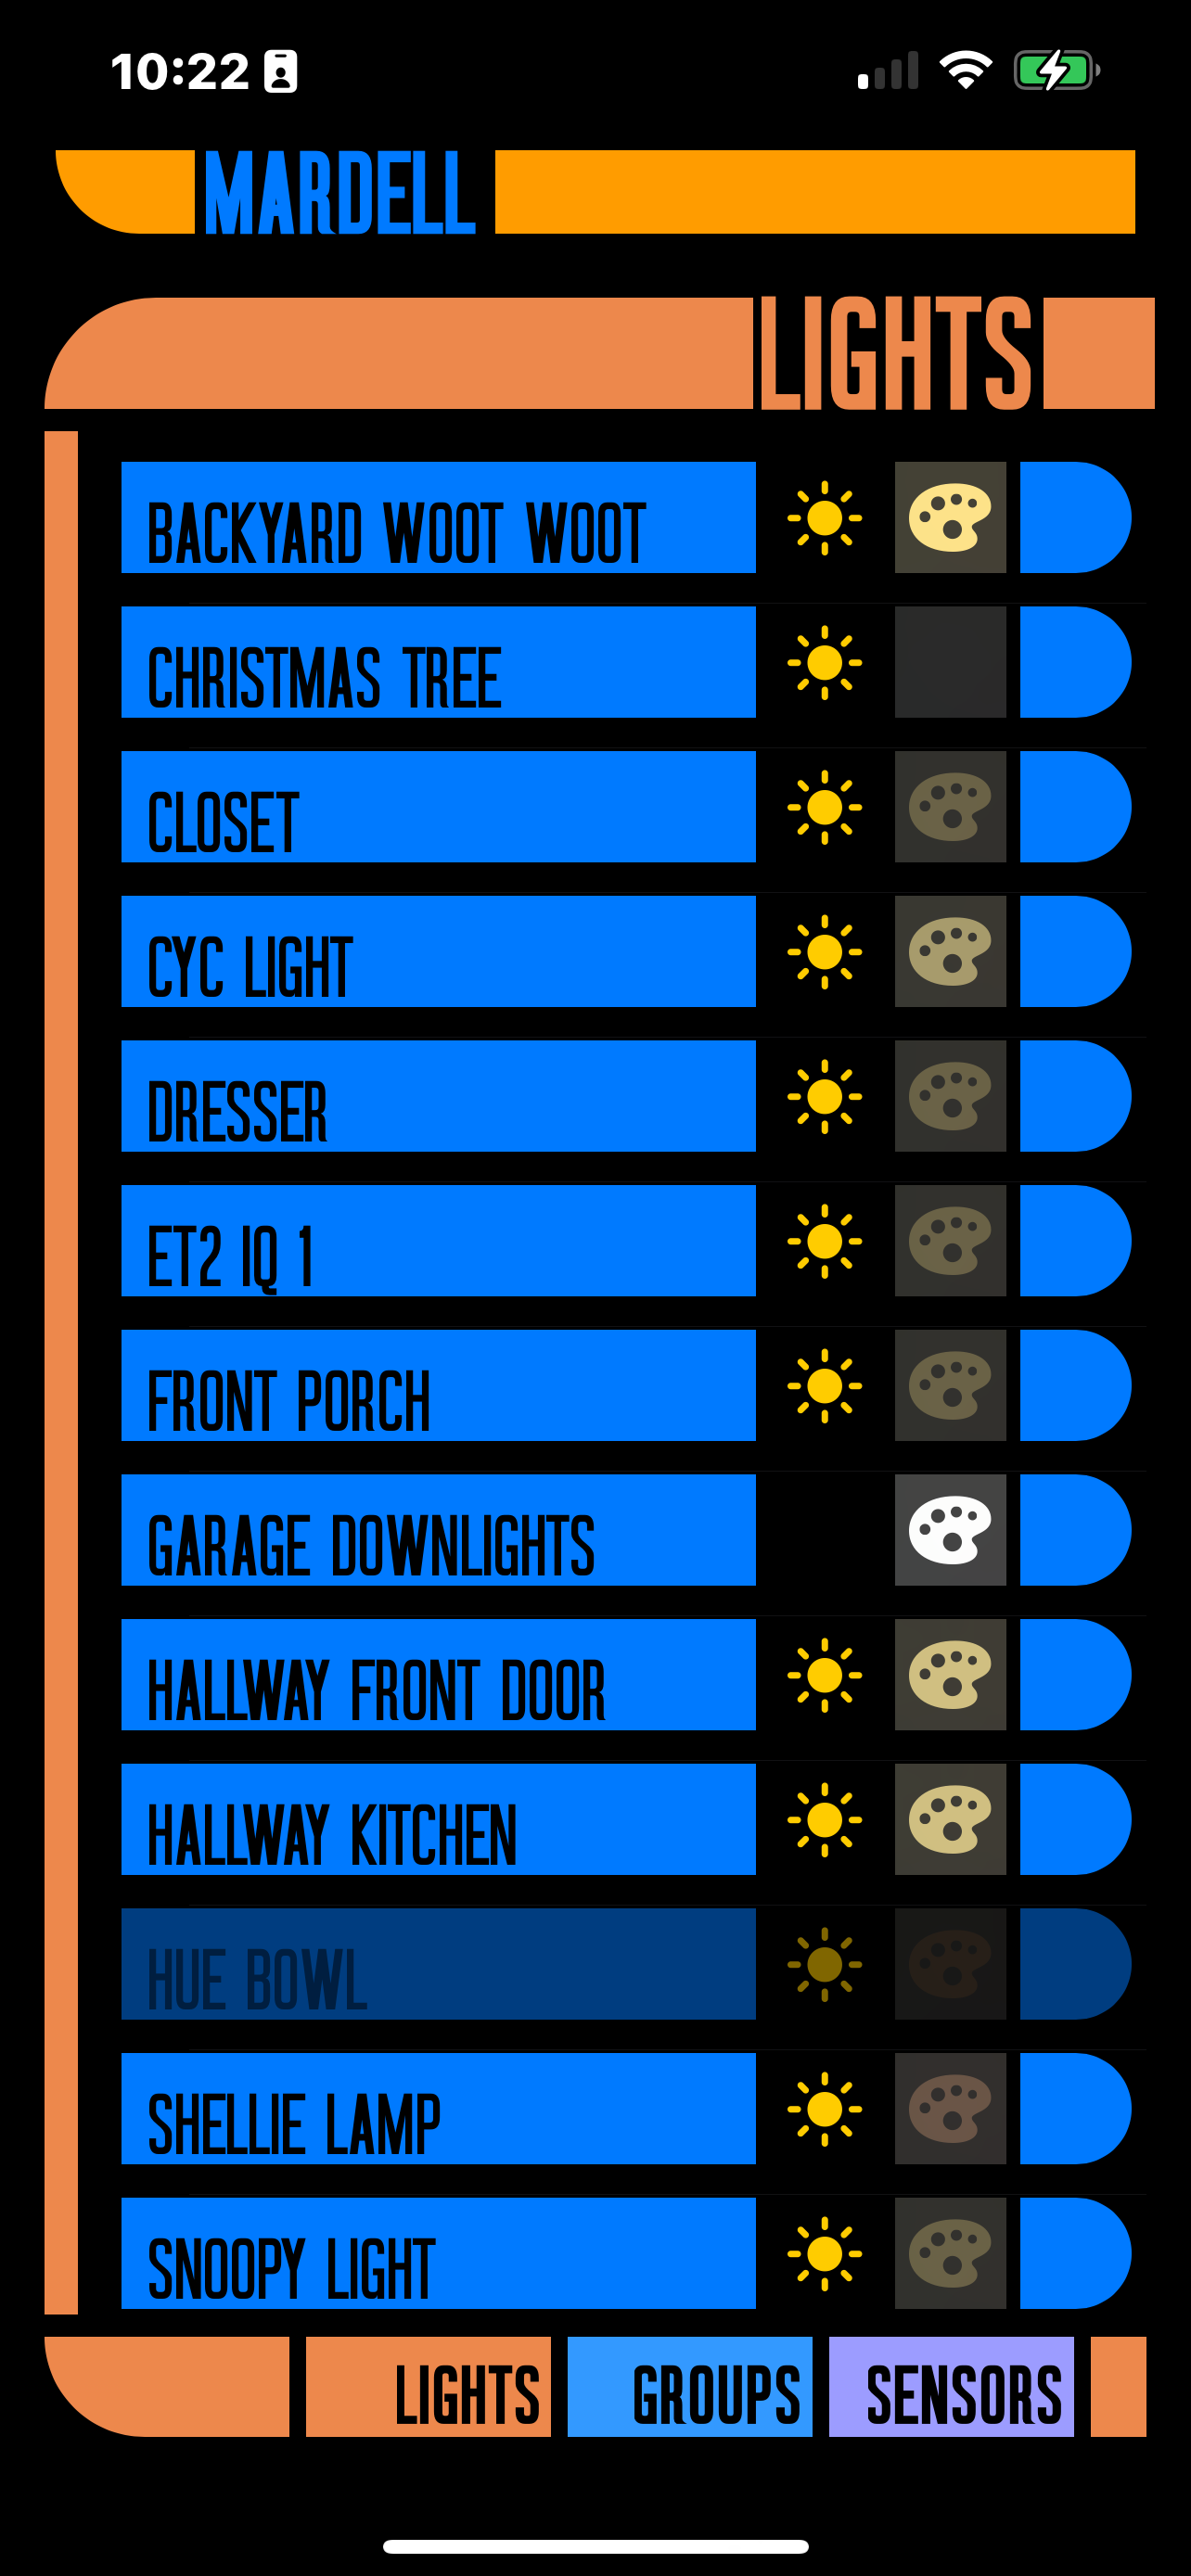 10:22
MARDELL
LIGHTS
BACKYARD WOOT WOOT
CHRISTMAS TREE
CLOSET
CYC LIGHT
DRESSER
ET2 IQ 1
FRONT PORCH
GARAGE DOWNLIGHTS
HALLWAY FRONT DOOR
HALLWAY KITCHEN
HUE BOWL
SHELLIE LAMP
SNOOPY LIGHT
LIGHTS GROUPS SENSORS